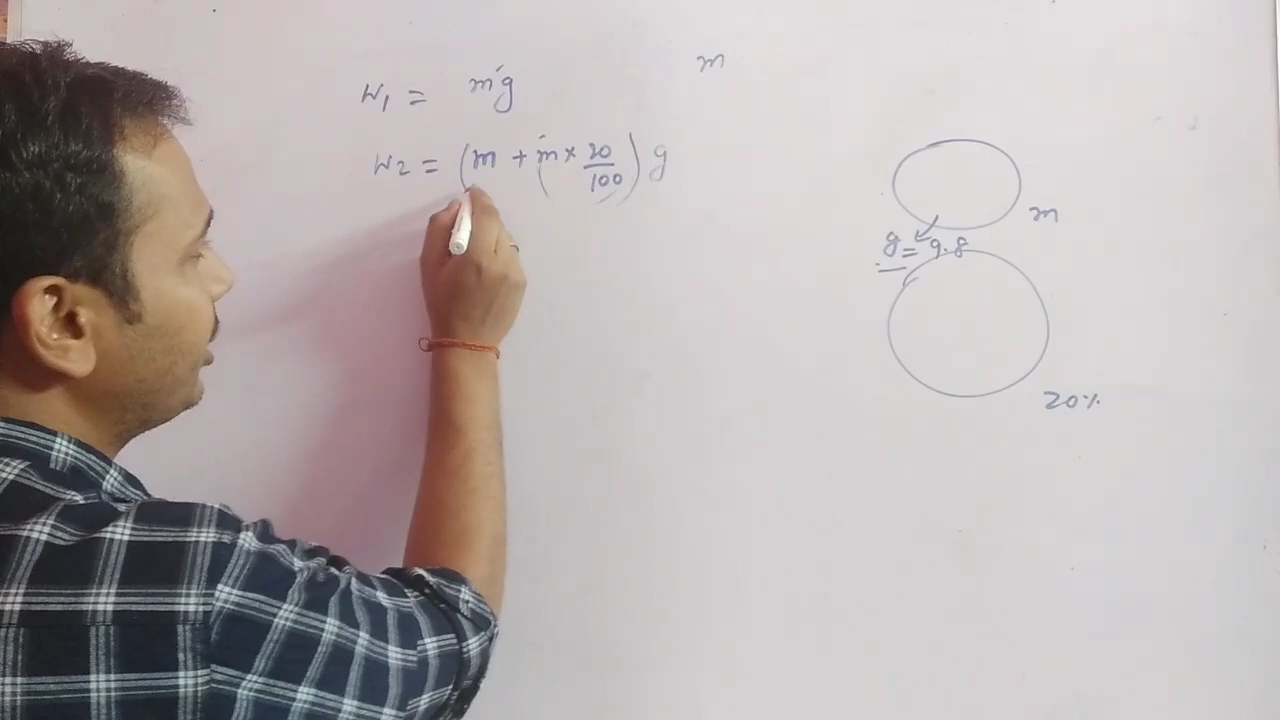 m
W1 = mg
W2 = (m + (m × 20/100)) g
m
g = 9.8
20%